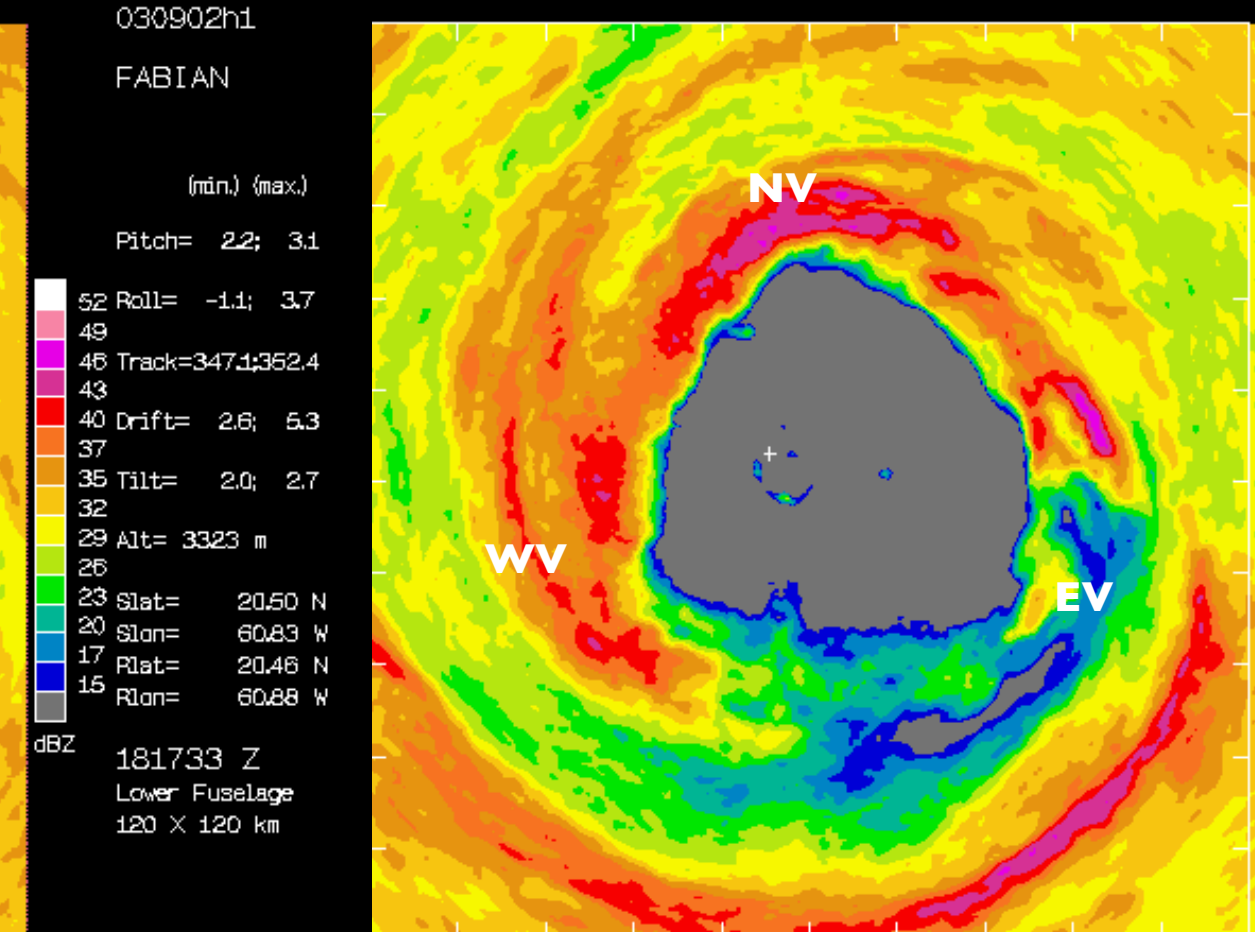 030902h1
FABIAN
(min.) (max.)
Pitch= 2.2; 3.1
52 Roll= -1.1; 3.7
49
46 Track=347.1;352.4
43
40 Drift= 2.6; 5.3
37
35 Tilt= 2.0; 2.7
32
29 Alt= 3323 m
26
23 Slat= 20.50 N
20 Slon= 60.83 W
17 Rlat= 20.46 N
15 Rlon= 60.88 W
dBZ
181733 Z
Lower Fuselage
120 X 120 km
NV
WV
EV